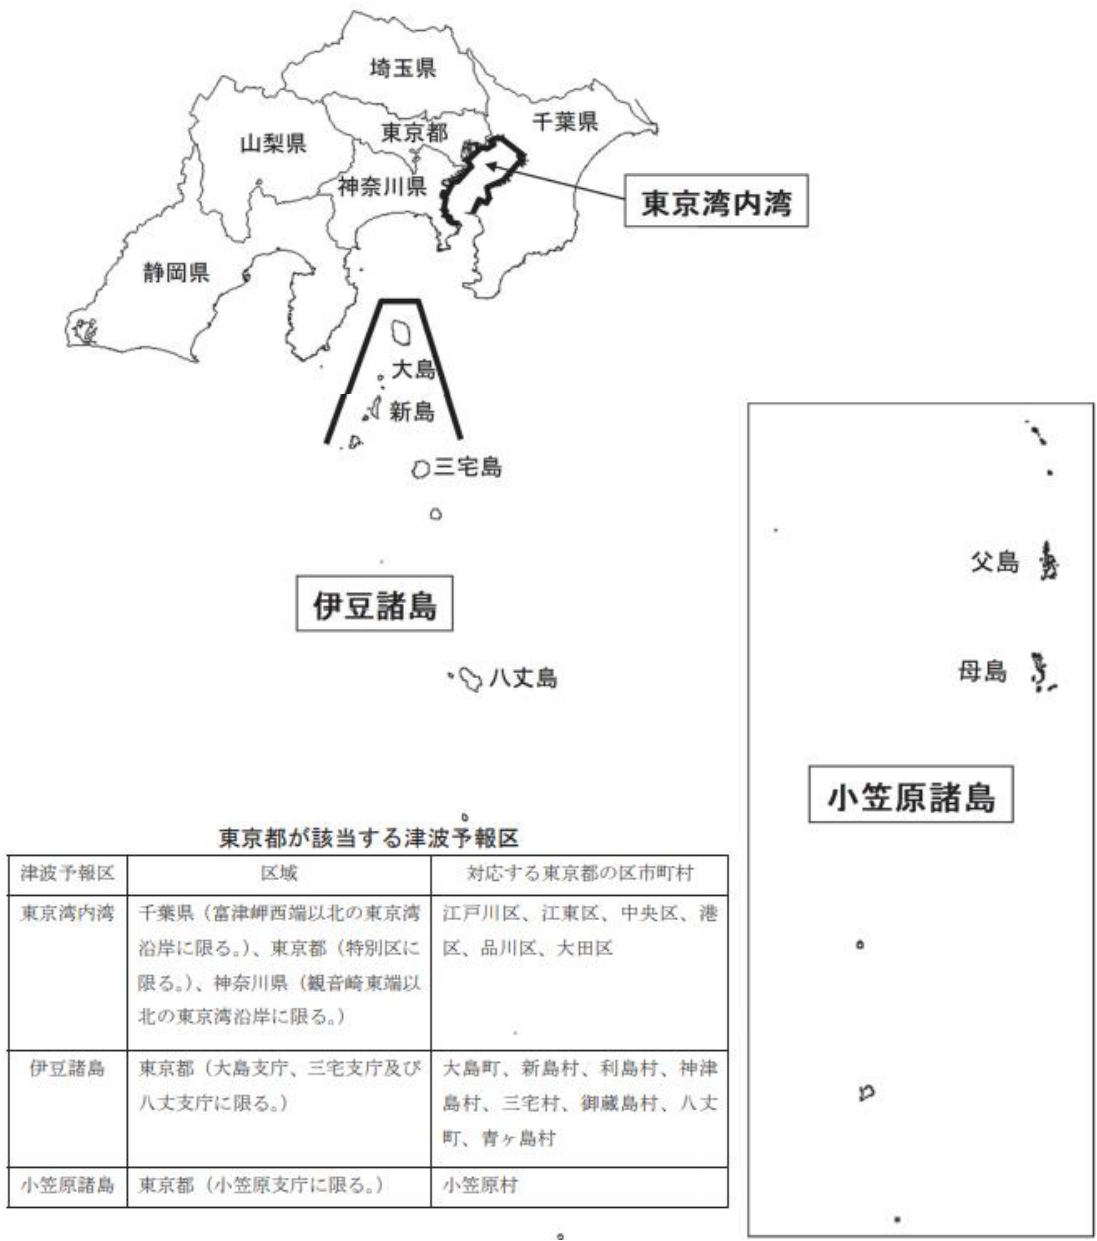 埼玉県
千葉県
東京都
山梨県
神奈川県
東京湾内湾
静岡県
大島
新島
三宅島
伊豆諸島
八丈島
父島
母島
小笠原諸島
東京都が該当する津波予報区
津波予報区 区域 対応する東京都の区市町村
東京湾内湾 千葉県（富津岬西端以北の東京湾 江戸川区、江東区、中央区、港
沿岸に限る。）、東京都（特別区に 区、品川区、大田区
限る。）、神奈川県（観音崎東端以
北の東京湾沿岸に限る。）
伊豆諸島 東京都（大島支庁、三宅支庁及び 大島町、新島村、利島村、神津
八丈支庁に限る。） 島村、三宅村、御蔵島村、八丈
町、青ヶ島村
小笠原諸島 東京都（小笠原支庁に限る。） 小笠原村